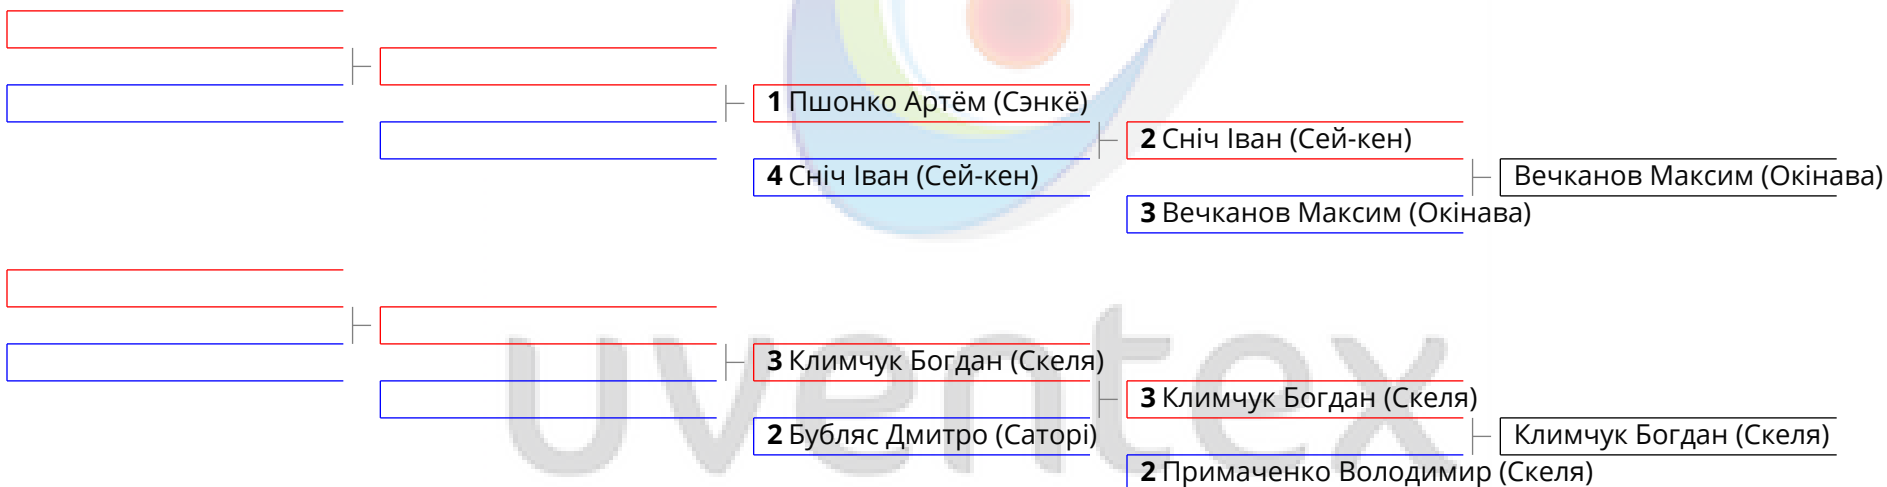 1 Пшонко Артём (Сэнкё)
2 Сніч Іван (Сей-кен)
4 Сніч Іван (Сей-кен)
Вечканов Максим (Окінава)
3 Вечканов Максим (Окінава)
uventex
3 Климчук Богдан (Скеля)
3 Климчук Богдан (Скеля)
2 Бубляс Дмитро (Саторі)
Климчук Богдан (Скеля)
2 Примаченко Володимир (Скеля)